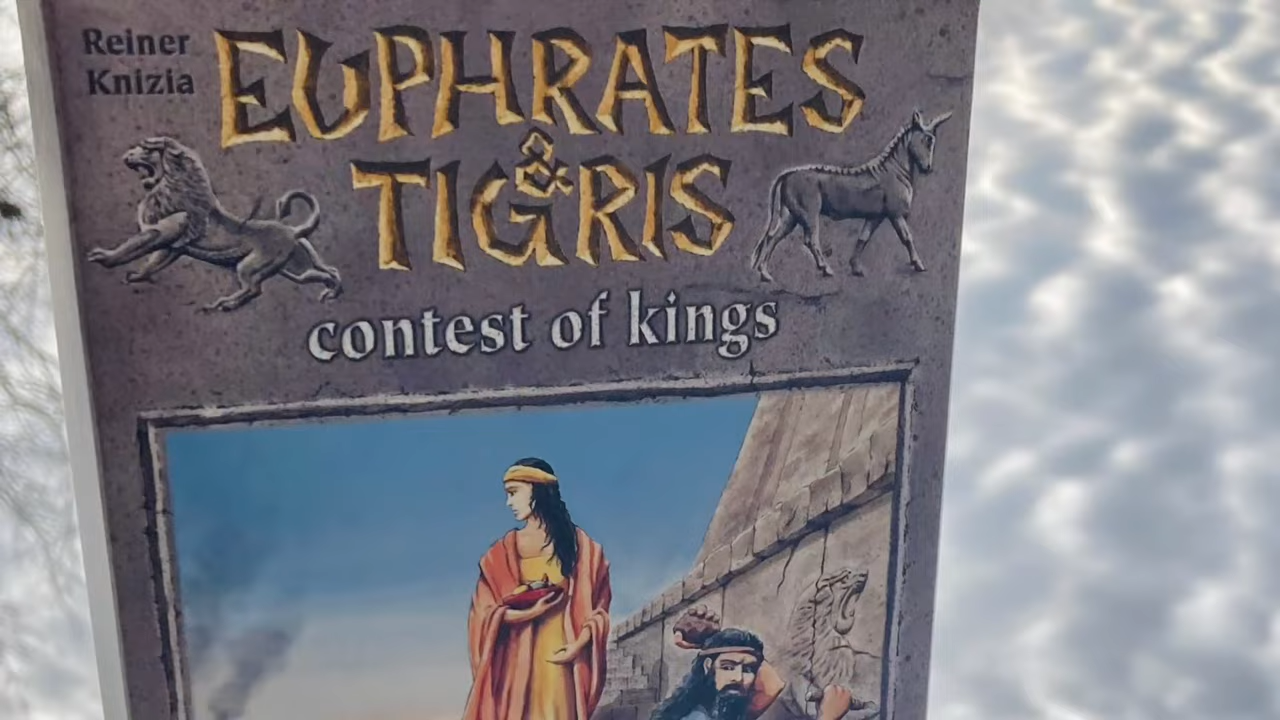 Reiner
Knizia
EUPHRATES
&
TIGRIS
contest of kings